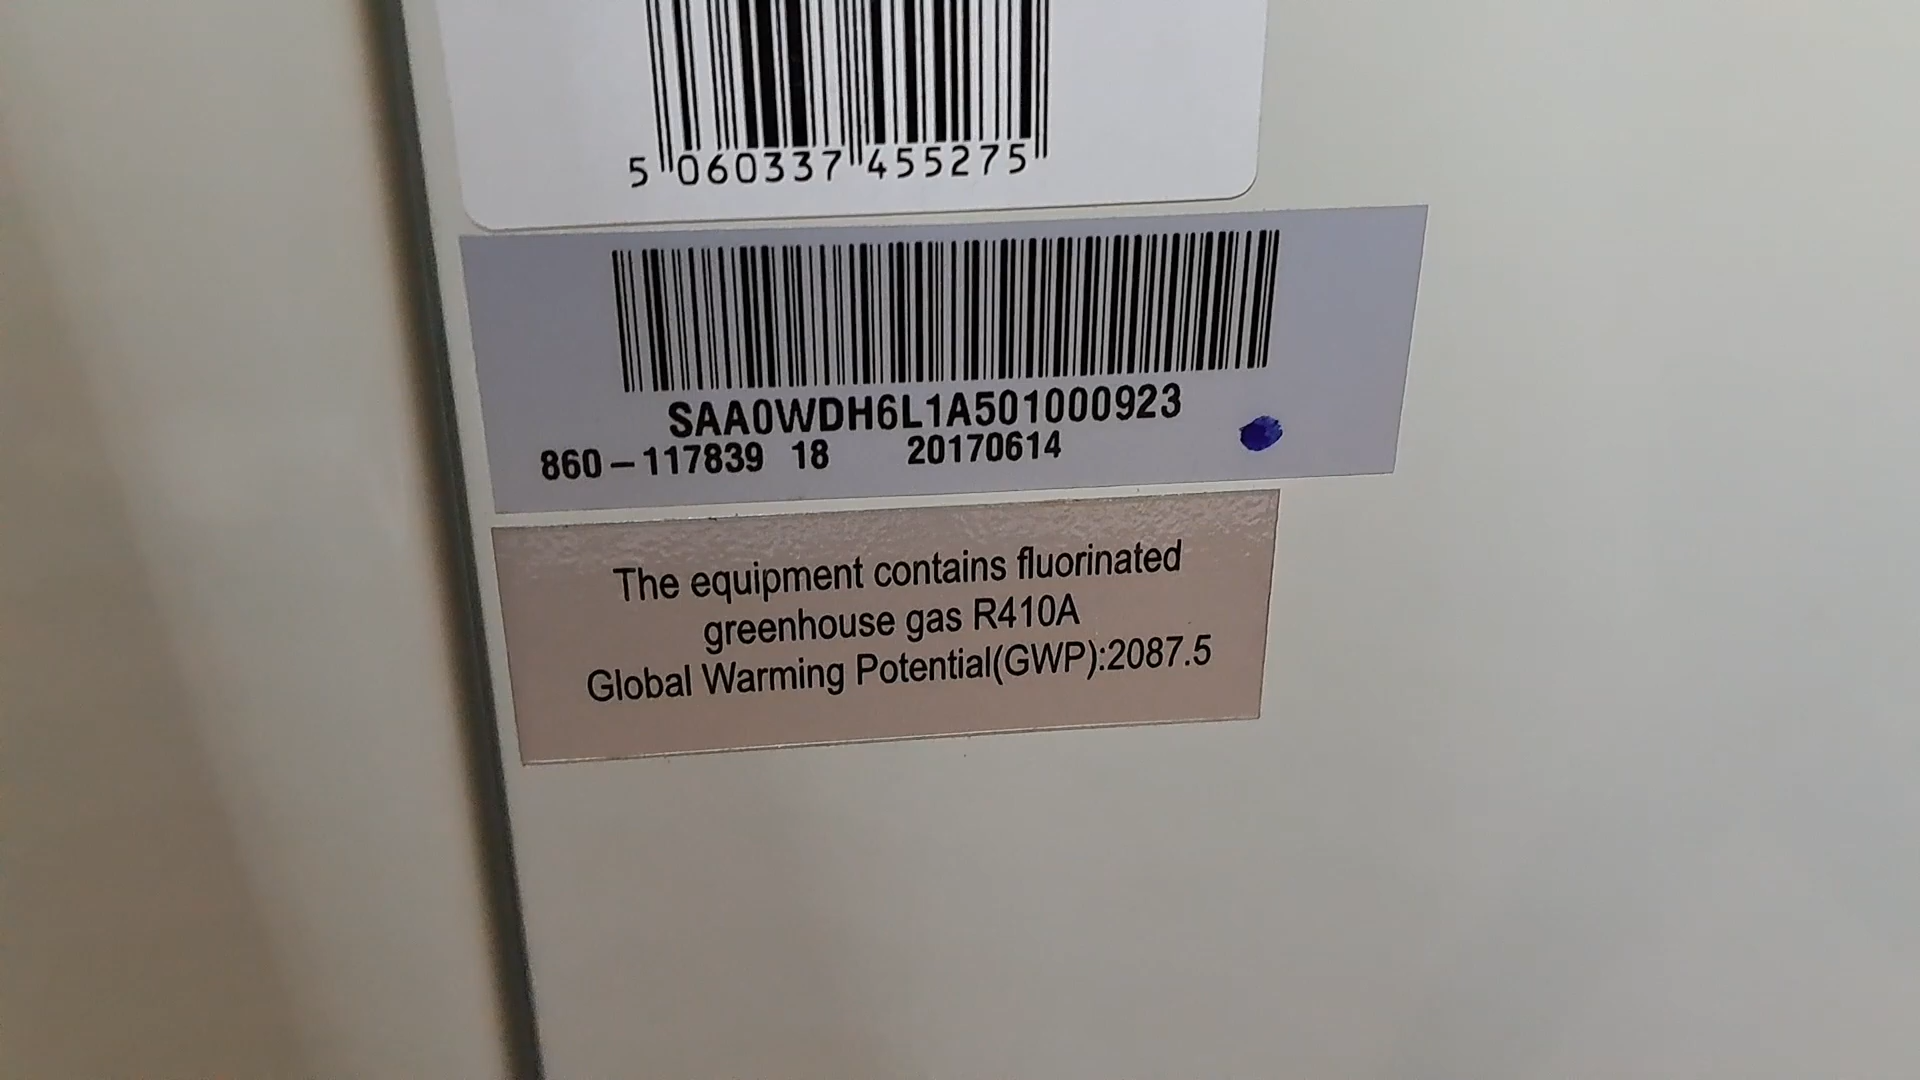 5 060337 455275
SAA0WDH6L1A501000923
860-117839 18 20170614
The equipment contains fluorinated
greenhouse gas R410A
Global Warming Potential(GWP):2087.5